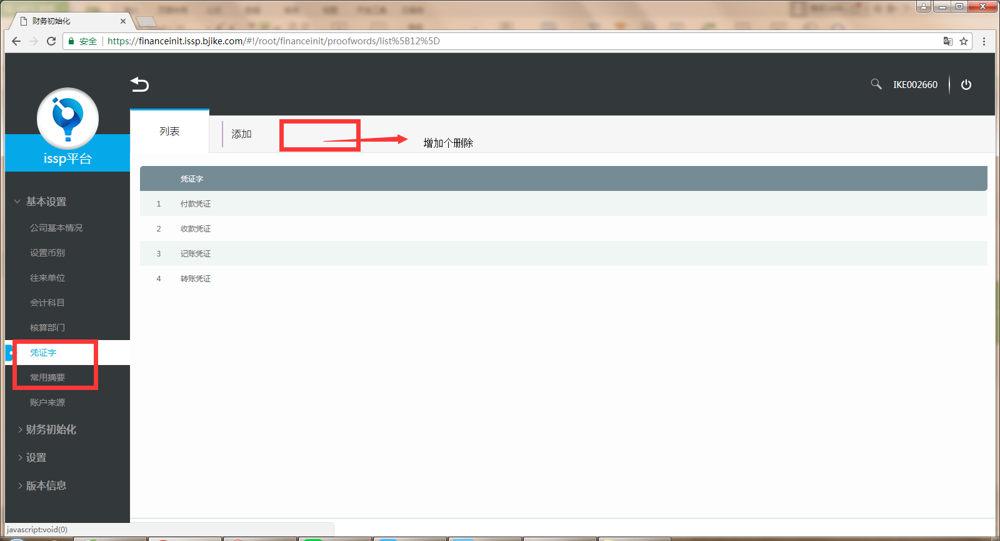 财务初始化
安全
https://financeinit.issp.bjike.com/#!/root/financeinit/proofwords/list%5B12%5D
IKE002660
issp平台
列表
添加
增加个删除
基本设置
公司基本情况
设置币别
往来单位
会计科目
核算部门
凭证字
常用摘要
账户来源
财务初始化
设置
版本信息
凭证字
1 付款凭证
2 收款凭证
3 记账凭证
4 转账凭证
javascript:void(0)